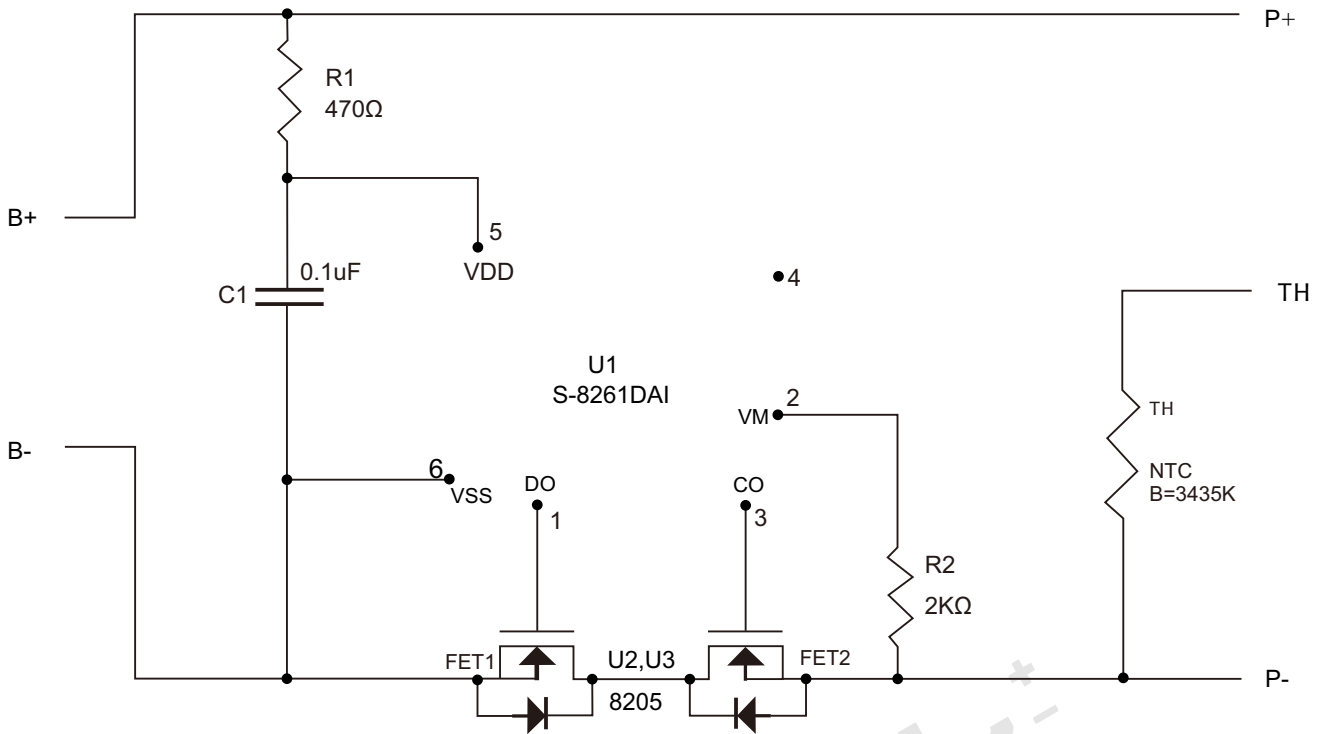 P+
R1
470Ω
B+
5
VDD
0.1uF
C1
4
TH
U1
S-8261DAI
2
VM
TH
B-
6
VSS
NTC
B=3435K
DO
1
CO
3
R2
2KΩ
FET1
U2,U3
FET2
8205
P-